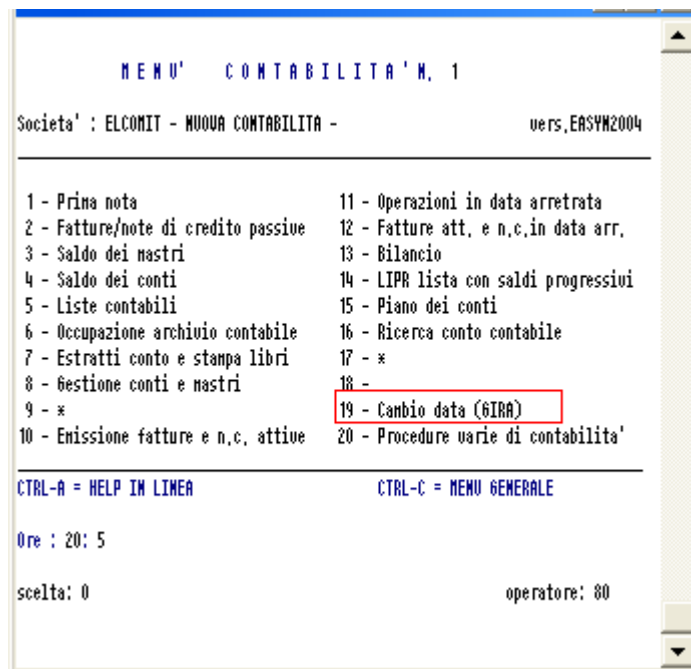 MENU' CONTABILITA'N. 1
Societa' : ELCOMIT - NUOVA CONTABILITA - vers.EASYN2004
1 - Prima nota 11 - Operazioni in data arretrata
2 - Fatture/note di credito passive 12 - Fatture att. e n.c.in data arr.
3 - Saldo dei mastri 13 - Bilancio
4 - Saldo dei conti 14 - LIPR lista con saldi progressivi
5 - Liste contabili 15 - Piano dei conti
6 - Occupazione archivio contabile 16 - Ricerca conto contabile
7 - Estratti conto e stampa libri 17 - *
8 - Gestione conti e mastri 18 -
9 - * 19 - Cambio data (GIRA)
10 - Emissione fatture e n.c. attive 20 - Procedure varie di contabilita'
CTRL-A = HELP IN LINEA CTRL-C = MENU GENERALE
Ore : 20: 5
scelta: 0 operatore: 80